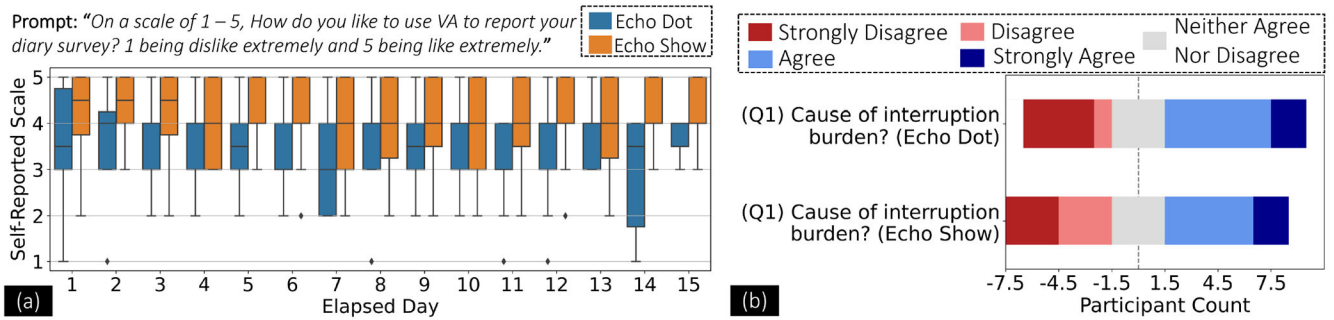 Prompt: “On a scale of 1 – 5, How do you like to use VA to report your
diary survey? 1 being dislike extremely and 5 being like extremely.”
Echo Dot
Echo Show
Self-Reported Scale
5
4
3
2
1
1 2 3 4 5 6 7 8 9 10 11 12 13 14 15
Elapsed Day
(a)
Strongly Disagree
Disagree
Neither Agree
Nor Disagree
Agree
Strongly Agree
(Q1) Cause of interruption
burden? (Echo Dot)
(Q1) Cause of interruption
burden? (Echo Show)
-7.5 -4.5 -1.5 1.5 4.5 7.5
Participant Count
(b)